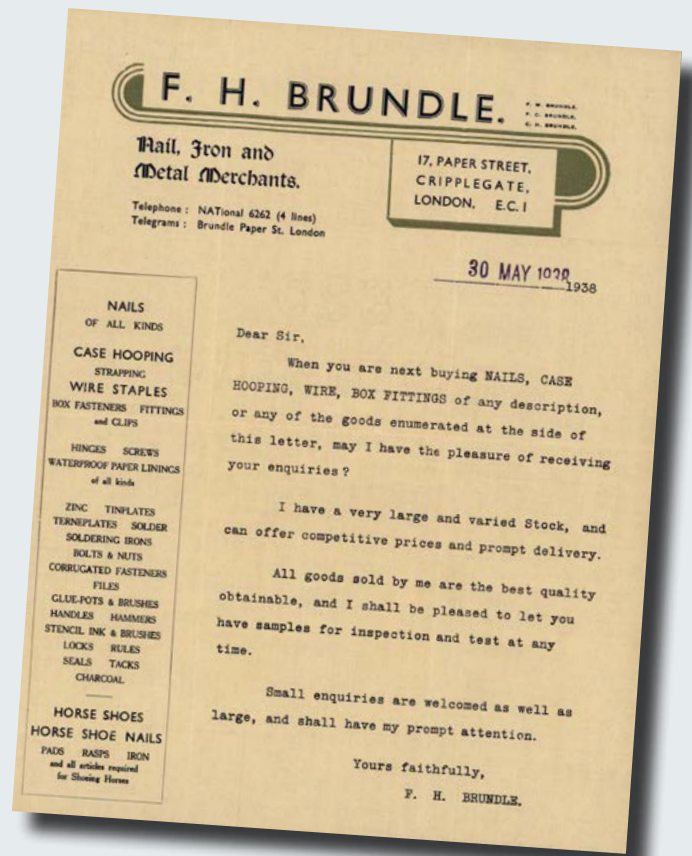 F. H. BRUNDLE.
F. H. BRUNDLE.
F. C. BRUNDLE.
Nail, Iron and
Metal Merchants.
Telephone : NATional 6262 (4 lines)
Telegrams : Brundle Paper St. London
17, PAPER STREET,
CRIPPLEGATE,
LONDON, E.C.1
30 MAY 1938
1938
NAILS
OF ALL KINDS
CASE HOOPING
STRAPPING
WIRE STAPLES
BOX FASTENERS FITTINGS
and CLIPS
HINGES SCREWS
WATERPROOF PAPER LININGS
of all kinds
ZINC TINPLATES
TERNEPLATES SOLDER
SOLDERING IRONS
BOLTS & NUTS
CORRUGATED FASTENERS
FILES
GLUE-POTS & BRUSHES
HANDLES HAMMERS
STENCIL INK & BRUSHES
LOCKS RULES
SEALS TACKS
CHARCOAL
HORSE SHOES
HORSE SHOE NAILS
PADS RASPS IRON
and all articles required
for Shoeing Horses
Dear Sir,
When you are next buying NAILS, CASE
HOOPING, WIRE, BOX FITTINGS of any description,
or any of the goods enumerated at the side of
this letter, may I have the pleasure of receiving
your enquiries?
I have a very large and varied Stock, and
can offer competitive prices and prompt delivery.
All goods sold by me are the best quality
obtainable, and I shall be pleased to let you
have samples for inspection and test at any
time.
Small enquiries are welcomed as well as
large, and shall have my prompt attention.
Yours faithfully,
F. H. BRUNDLE.